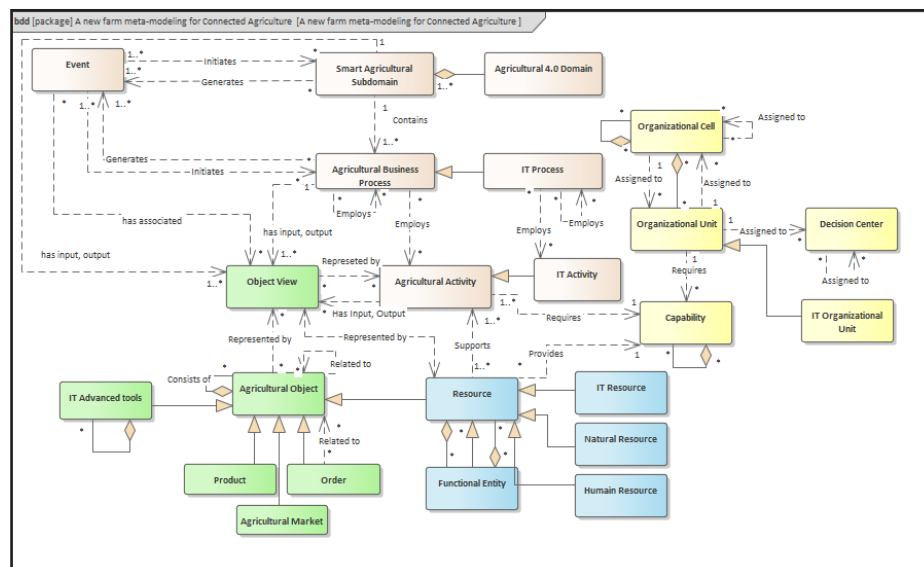 bdd [package] A new farm meta-modeling for Connected Agriculture [A new farm meta-modeling for Connected Agriculture ]
1
Event
1..*
Initiates
*
1..*
Generates
*
Smart Agricultural
Subdomain
1..*
Agricultural 4.0 Domain
*
1..*
1..*
1
Contains
1..*
Organizational Cell
*
*
Assigned to
*
*
Generates
*
Initiates
1..*
Agricultural Business
Process
IT Process
1
Assigned to
*
*
Assigned to
1
1..*
1
*
*
Employs
*
Employs
*
*
Employs
*
*
Employs
*
has associated
has input, output
has input, output
Organizational Unit
1
Assigned to
*
Decision Center
*
*
Assigned to
1
Requires
*
1..*
*
1..*
Object View
*
Represeted by
*
*
Has Input, Output
*
Agricultural Activity
*
IT Activity
1..*
Requires
1
Capability
*
*
IT Organizational
Unit
*
Represented by
*
Represented by
1..*
Supports
1..*
Provides
1
*
*
Related to
*
Consists of
*
Agricultural Object
IT Advanced tools
*
*
Resource
IT Resource
*
*
*
Related to
*
Natural Resource
Product
Order
Functional Entity
*
*
Humain Resource
Agricultural Market